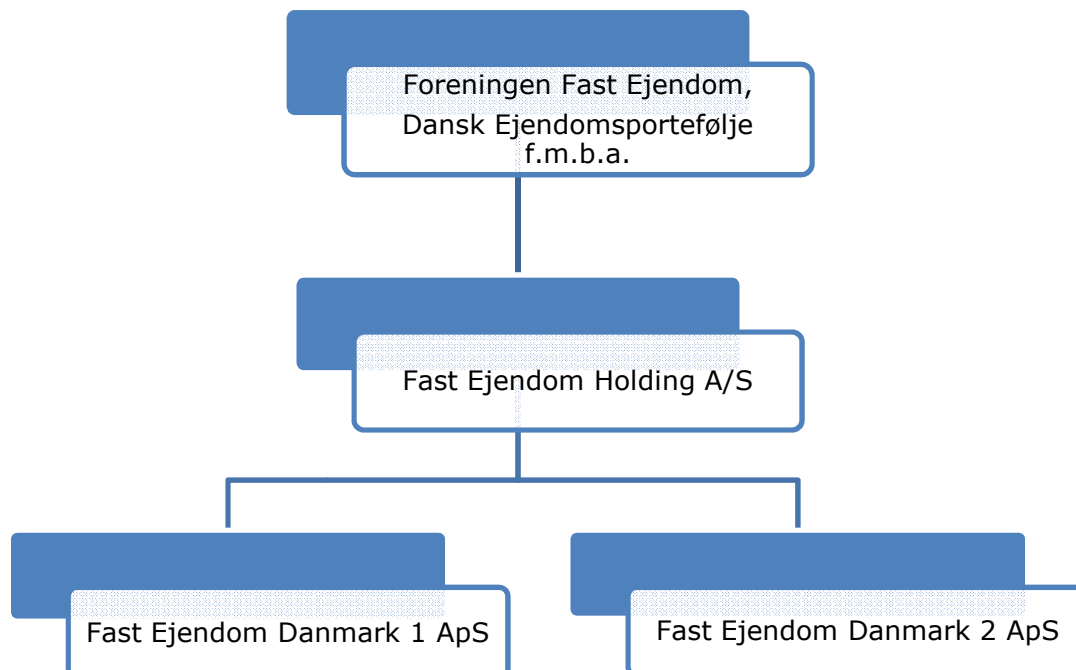 Foreningen Fast Ejendom,
Dansk Ejendomsportefølje
f.m.b.a.
Fast Ejendom Holding A/S
Fast Ejendom Danmark 1 ApS
Fast Ejendom Danmark 2 ApS